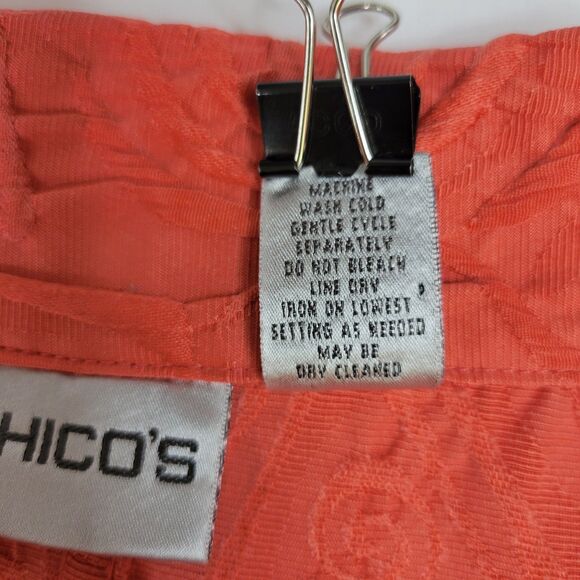 MACHINE
WASH COLD
GENTLE CYCLE
SEPARATELY
DO NOT BLEACH
LINE DRY
IRON ON LOWEST
SETTING AS NEEDED
MAY BE
DRY CLEANED
HICO'S